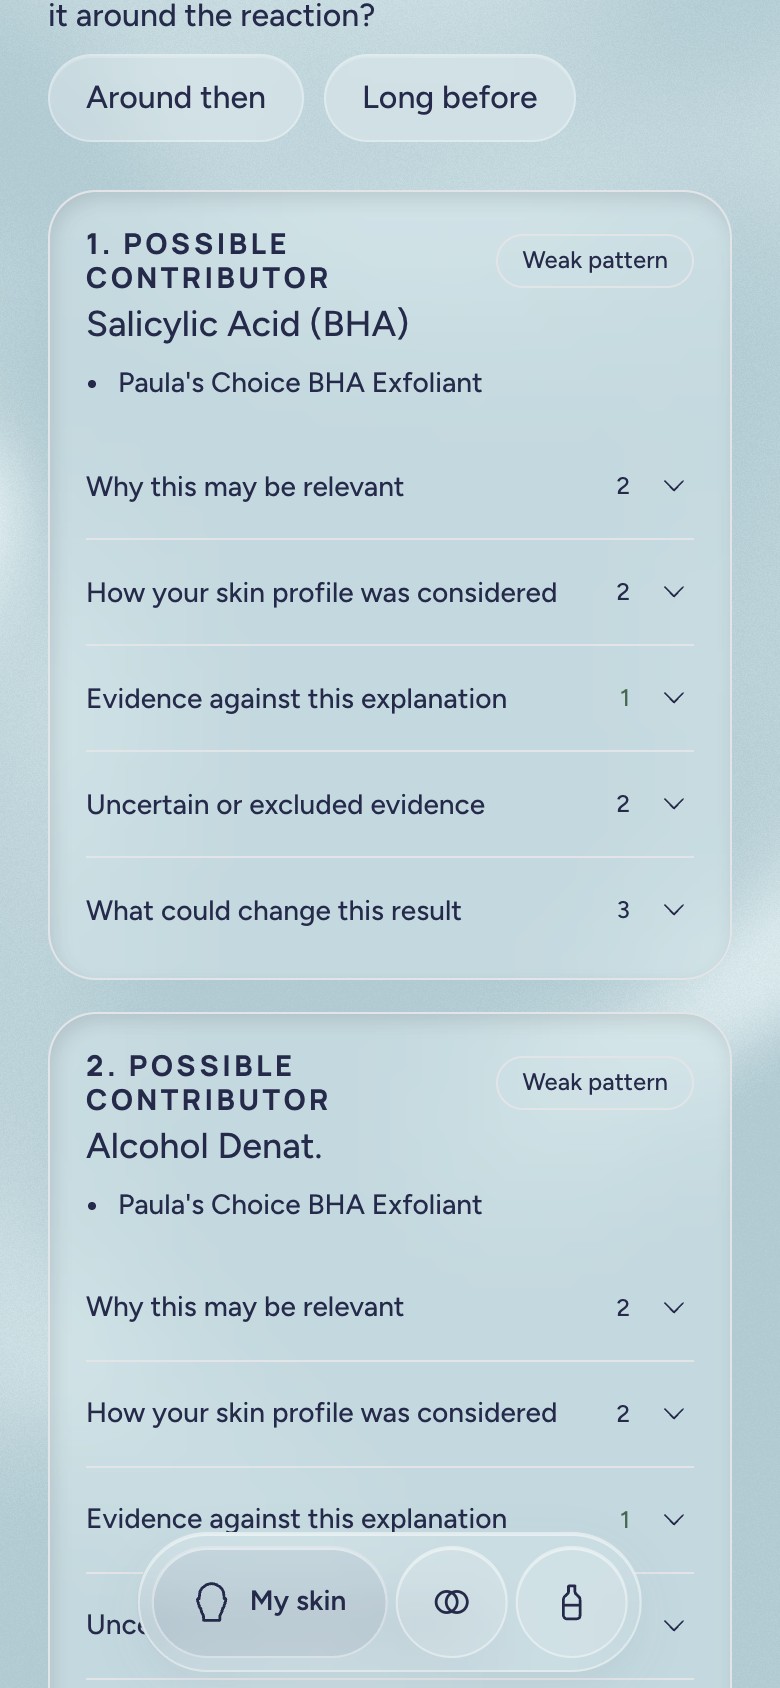 it around the reaction?
Around then
Long before
1. POSSIBLE
CONTRIBUTOR
Weak pattern
Salicylic Acid (BHA)
• Paula's Choice BHA Exfoliant
Why this may be relevant 2
How your skin profile was considered 2
Evidence against this explanation 1
Uncertain or excluded evidence 2
What could change this result 3
2. POSSIBLE
CONTRIBUTOR
Weak pattern
Alcohol Denat.
• Paula's Choice BHA Exfoliant
Why this may be relevant 2
How your skin profile was considered 2
Evidence against this explanation 1
My skin